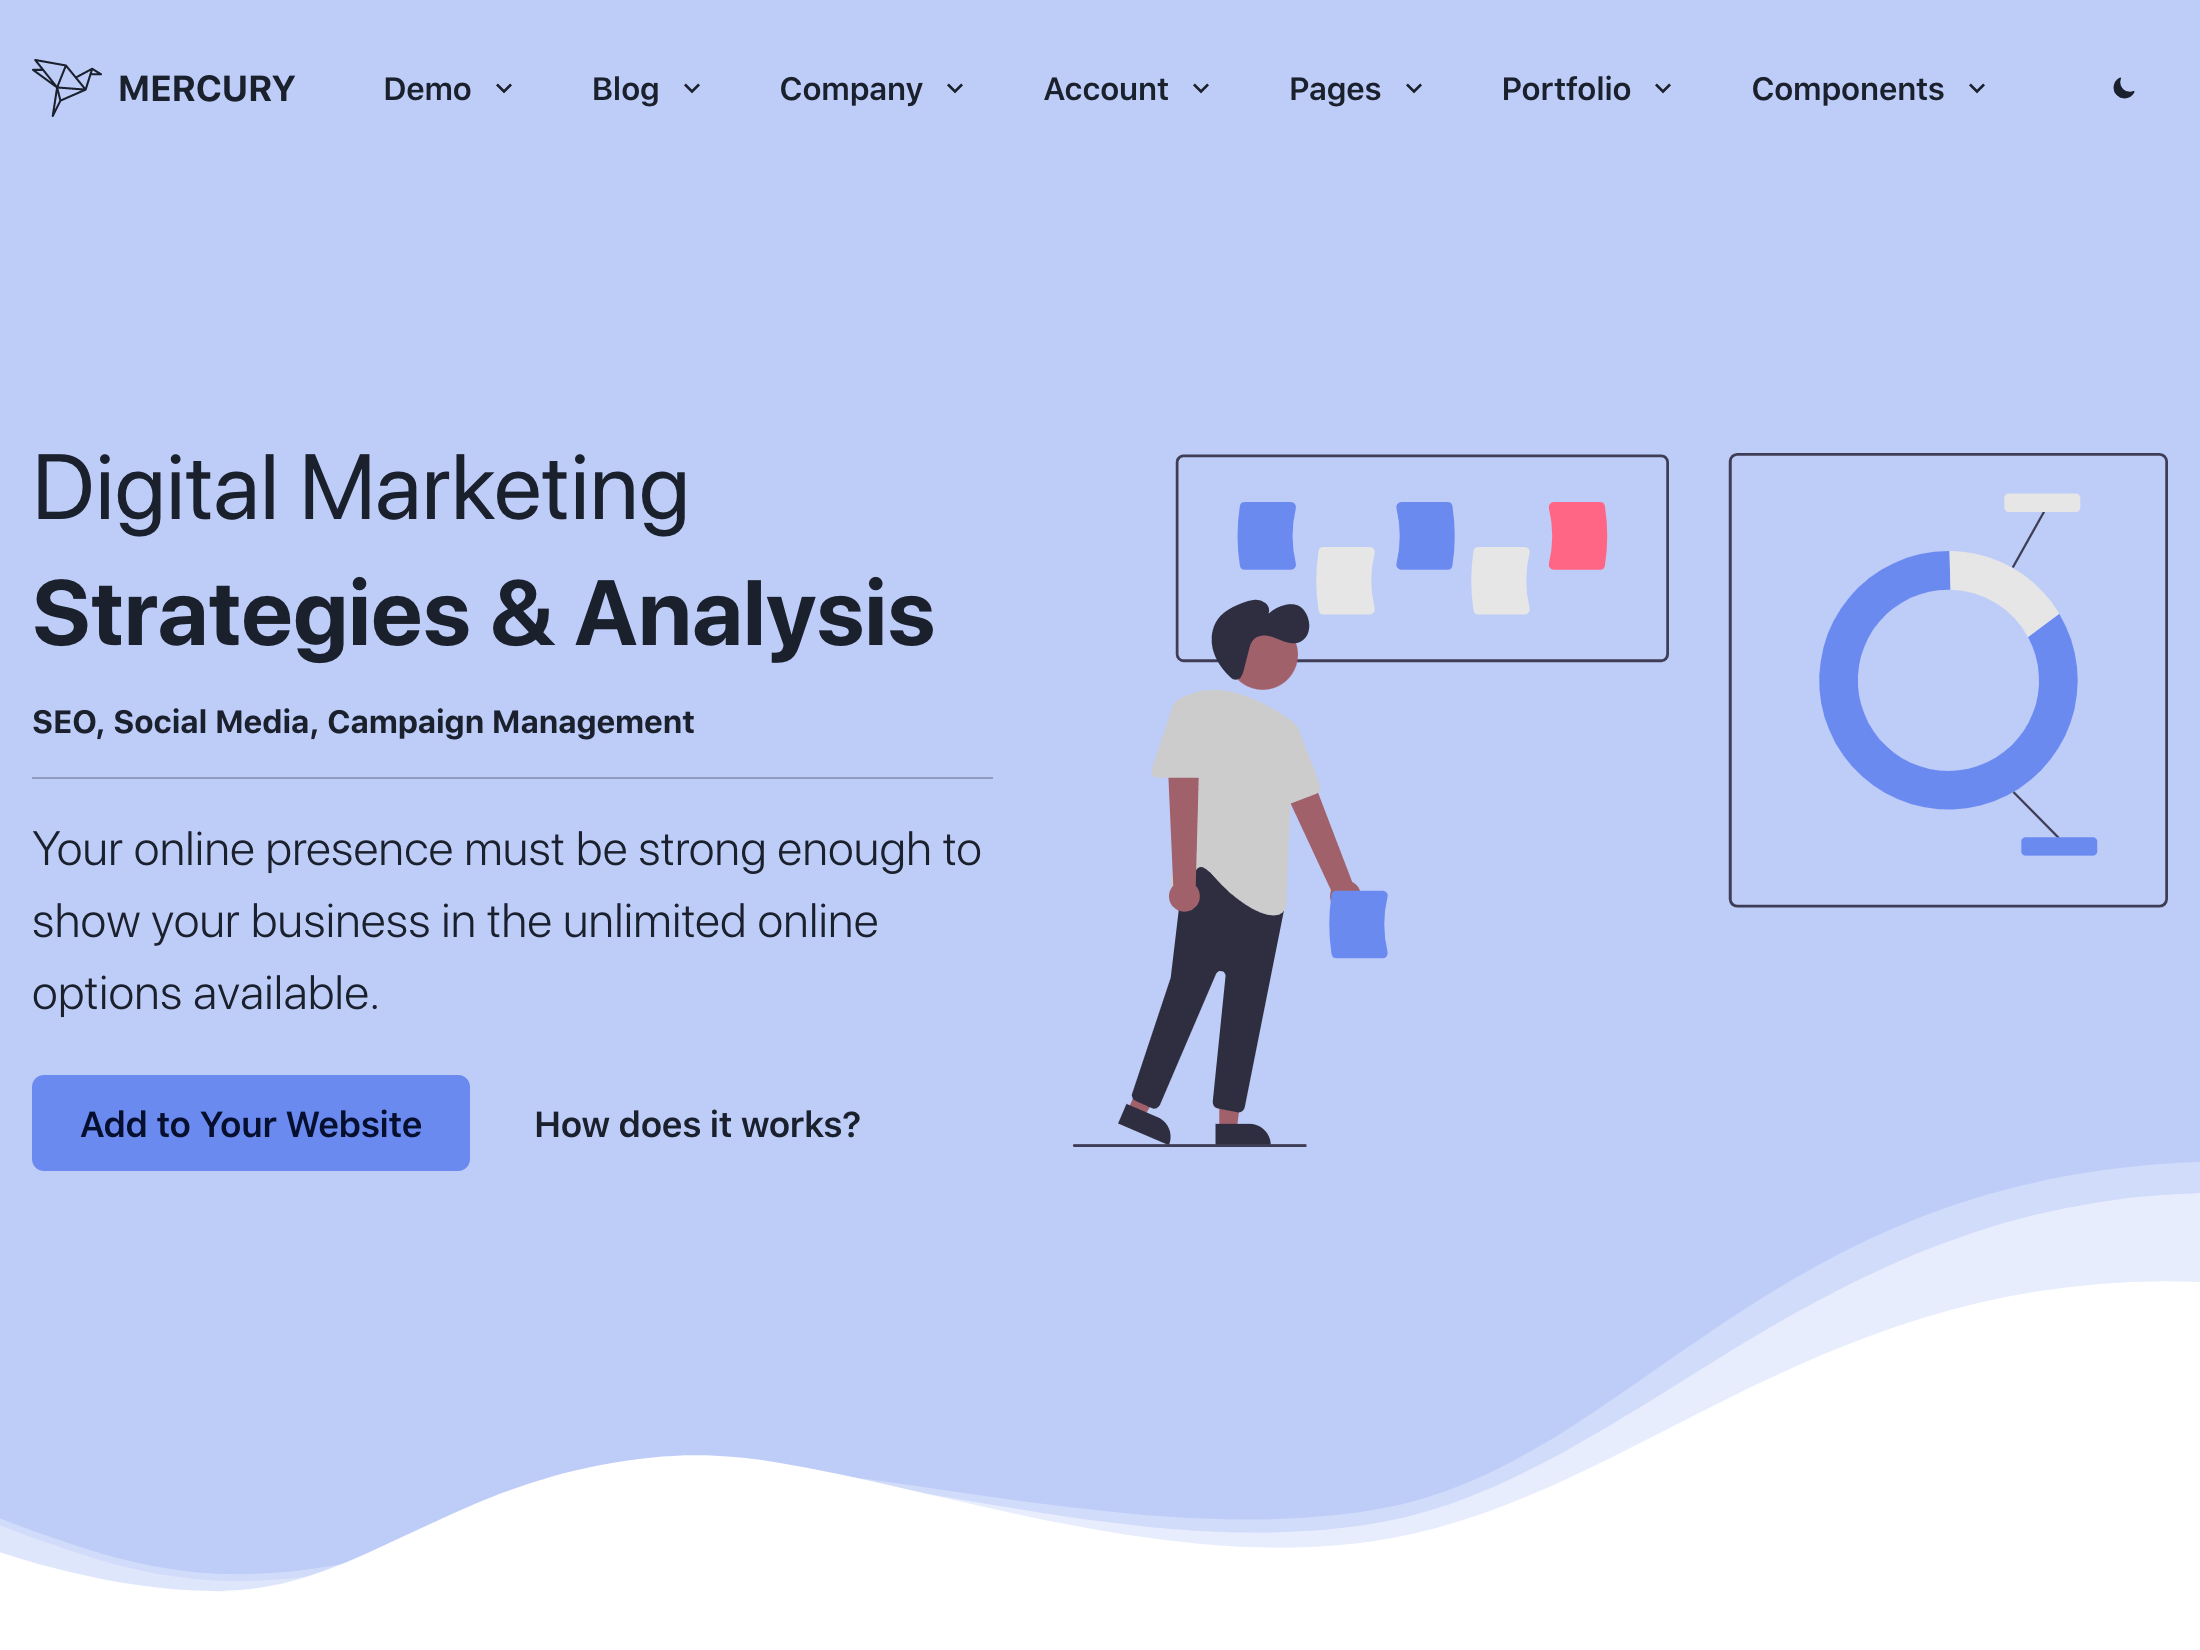 MERCURY
Demo
Blog
Company
Account
Pages
Portfolio
Components
Digital Marketing
Strategies & Analysis
SEO, Social Media, Campaign Management
Your online presence must be strong enough to
show your business in the unlimited online
options available.
Add to Your Website
How does it works?